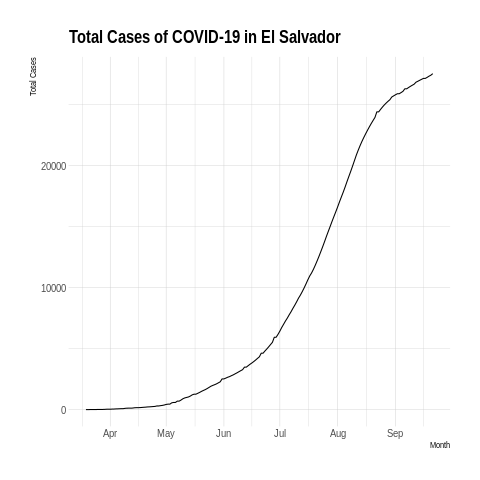 Total Cases of COVID-19 in El Salvador
Total Cases
20000
10000
0
Apr May Jun Jul Aug Sep
Month